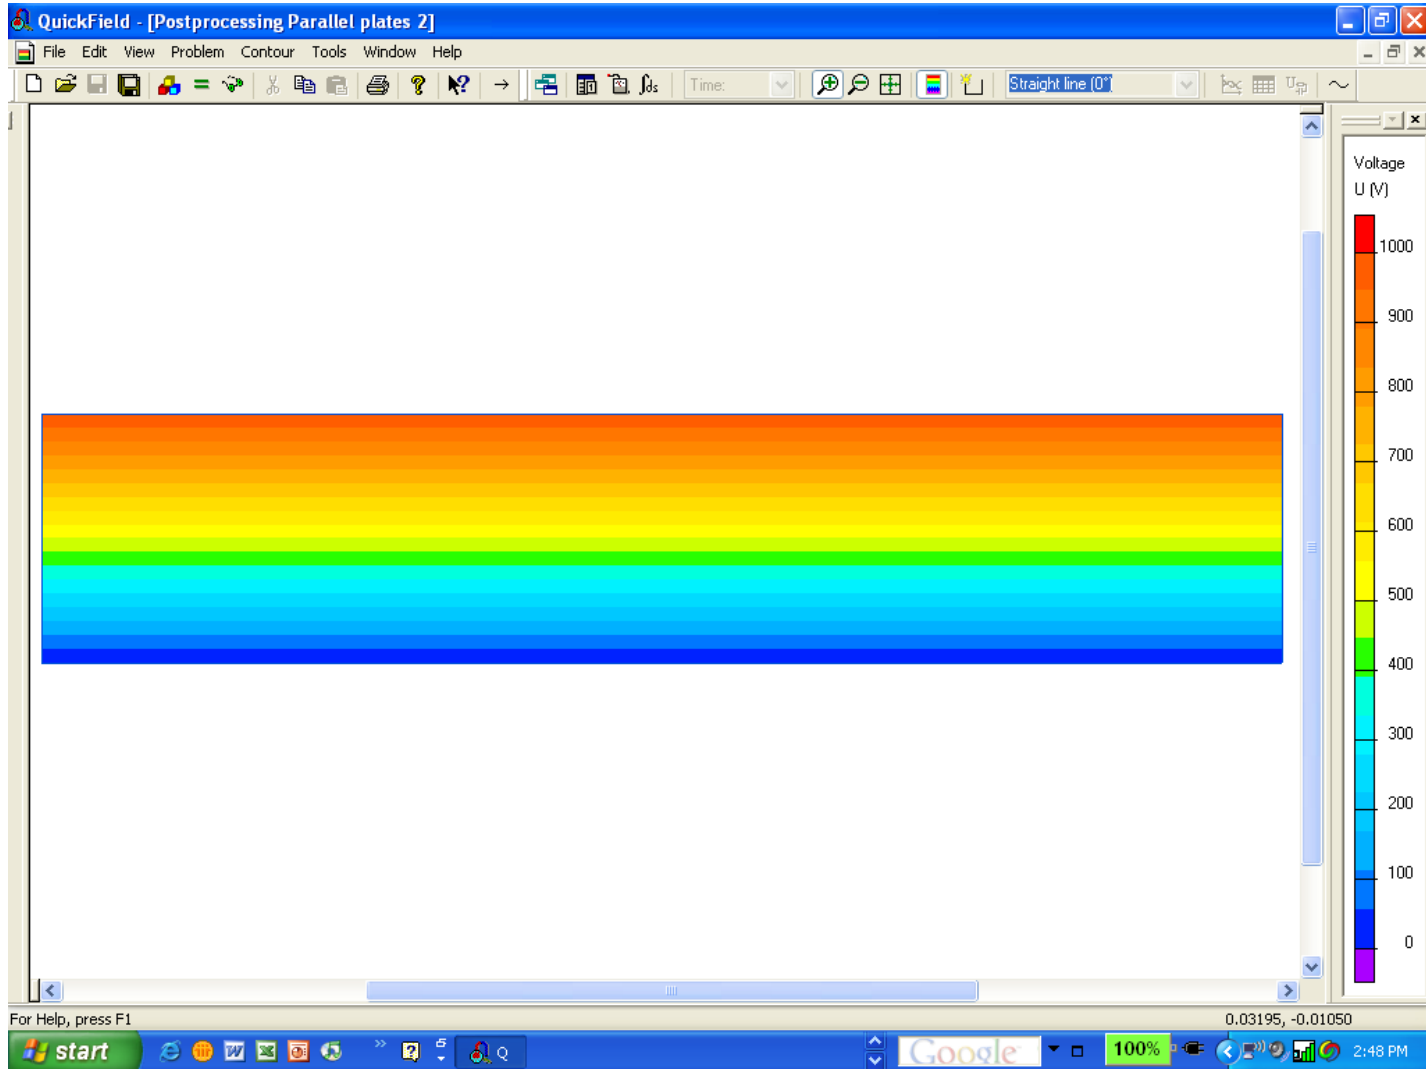 QuickField - [Postprocessing Parallel plates 2]
File Edit View Problem Contour Tools Window Help
Time: Straight line (0°)
Voltage
U (V)
1000
900
800
700
600
500
400
300
200
100
0
For Help, press F1 0.03195, -0.01050
start Q Google 100% 2:48 PM